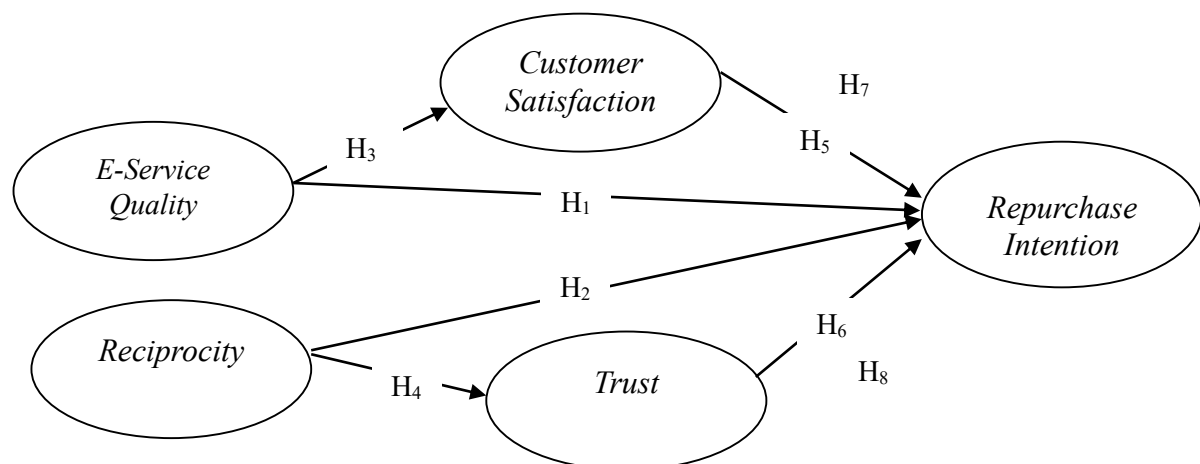 Customer
Satisfaction
H7
H5
H3
E-Service
Quality
H1
Repurchase
Intention
H2
Reciprocity
H6
Trust
H8
H4